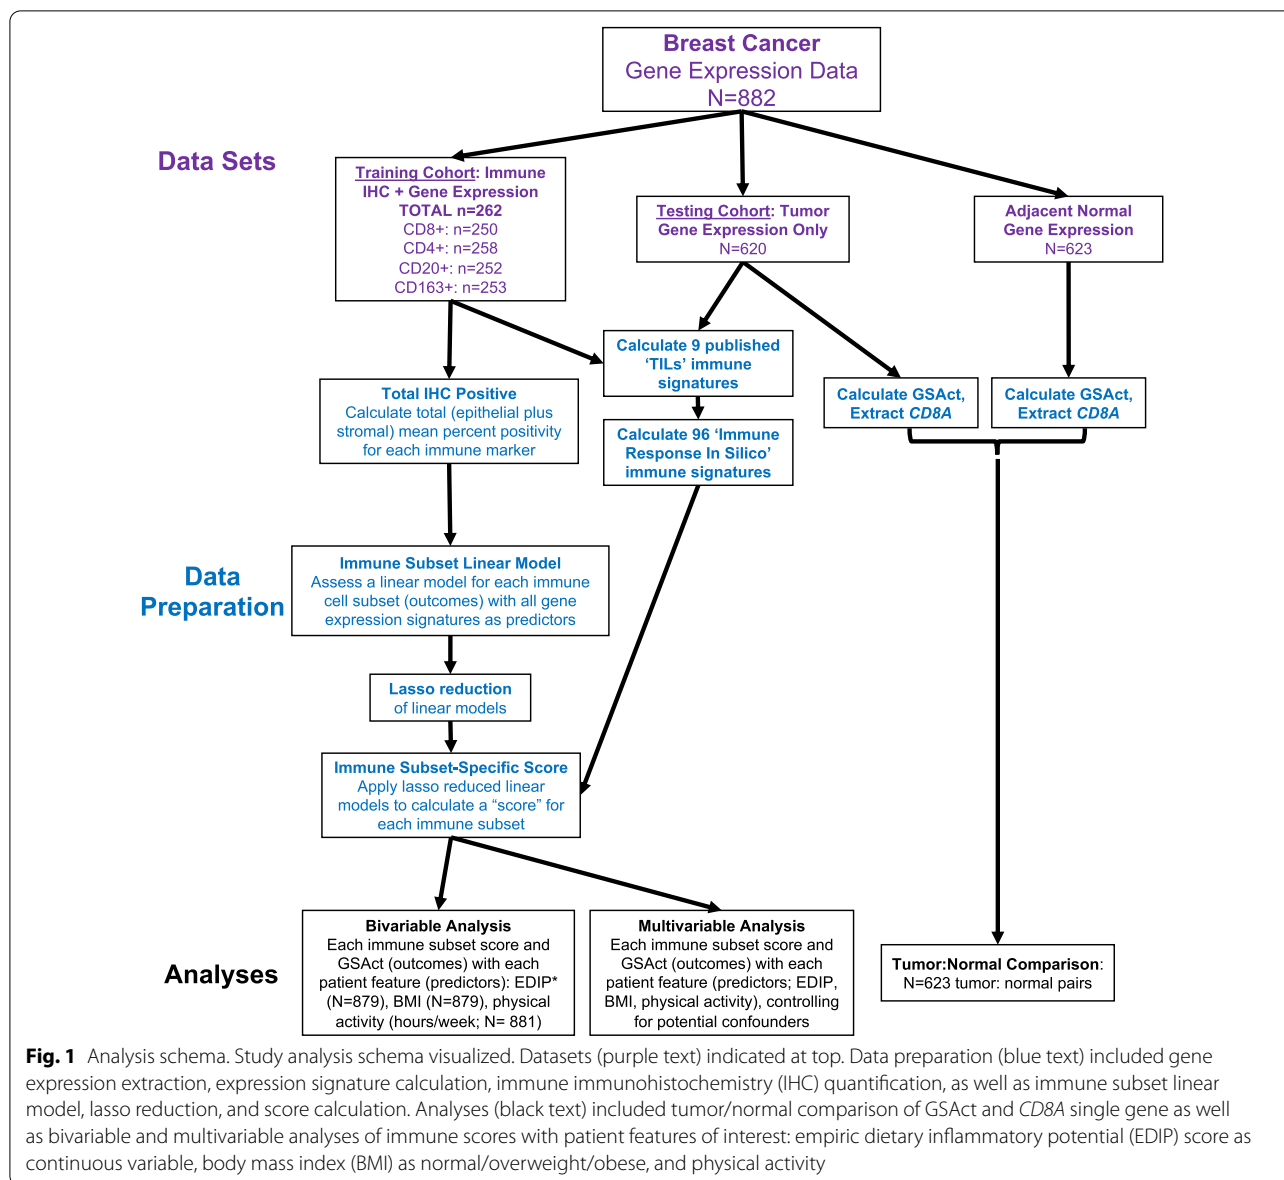 Breast Cancer
Gene Expression Data
N=882
Data Sets
Training Cohort: Immune
IHC + Gene Expression
TOTAL n=262
CD8+: n=250
CD4+: n=258
CD20+: n=252
CD163+: n=253
Testing Cohort: Tumor
Gene Expression Only
N=620
Adjacent Normal
Gene Expression
N=623
Calculate 9 published
‘TILs’ immune
signatures
Total IHC Positive
Calculate total (epithelial plus
stromal) mean percent positivity
for each immune marker
Calculate GSAct,
Extract CD8A
Calculate GSAct,
Extract CD8A
Calculate 96 ‘Immune
Response In Silico’
immune signatures
Data
Preparation
Immune Subset Linear Model
Assess a linear model for each immune
cell subset (outcomes) with all gene
expression signatures as predictors
Lasso reduction
of linear models
Immune Subset-Specific Score
Apply lasso reduced linear
models to calculate a “score” for
each immune subset
Analyses
Bivariable Analysis
Each immune subset score and
GSAct (outcomes) with each
patient feature (predictors): EDIP*
(N=879), BMI (N=879), physical
activity (hours/week; N= 881)
Multivariable Analysis
Each immune subset score and
GSAct (outcomes) with each
patient feature (predictors; EDIP,
BMI, physical activity), controlling
for potential confounders
Tumor:Normal Comparison:
N=623 tumor: normal pairs
Fig. 1 Analysis schema. Study analysis schema visualized. Datasets (purple text) indicated at top. Data preparation (blue text) included gene
expression extraction, expression signature calculation, immune immunohistochemistry (IHC) quantification, as well as immune subset linear
model, lasso reduction, and score calculation. Analyses (black text) included tumor/normal comparison of GSAct and CD8A single gene as well
as bivariable and multivariable analyses of immune scores with patient features of interest: empiric dietary inflammatory potential (EDIP) score as
continuous variable, body mass index (BMI) as normal/overweight/obese, and physical activity